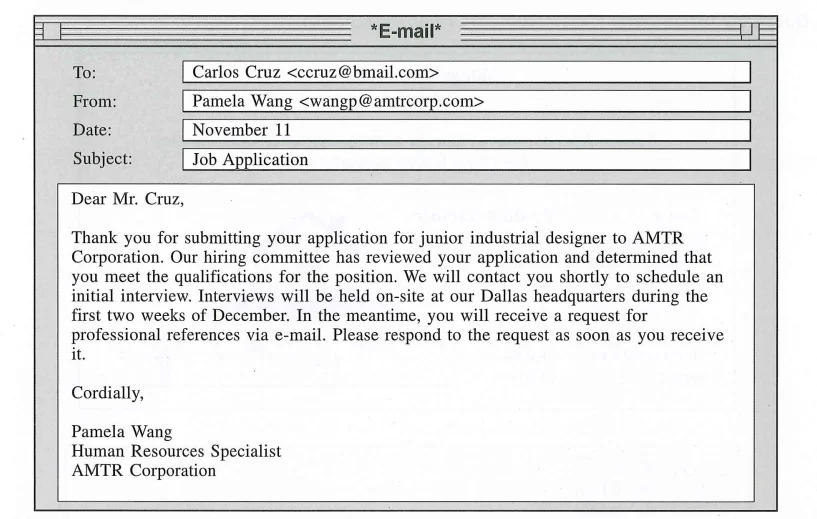 *E-mail*
To: Carlos Cruz <ccruz@bmail.com>
From: Pamela Wang <wangp@amtrcorp.com>
Date: November 11
Subject: Job Application
Dear Mr. Cruz,
Thank you for submitting your application for junior industrial designer to AMTR
Corporation. Our hiring committee has reviewed your application and determined that
you meet the qualifications for the position. We will contact you shortly to schedule an
initial interview. Interviews will be held on-site at our Dallas headquarters during the
first two weeks of December. In the meantime, you will receive a request for
professional references via e-mail. Please respond to the request as soon as you receive
it.
Cordially,
Pamela Wang
Human Resources Specialist
AMTR Corporation